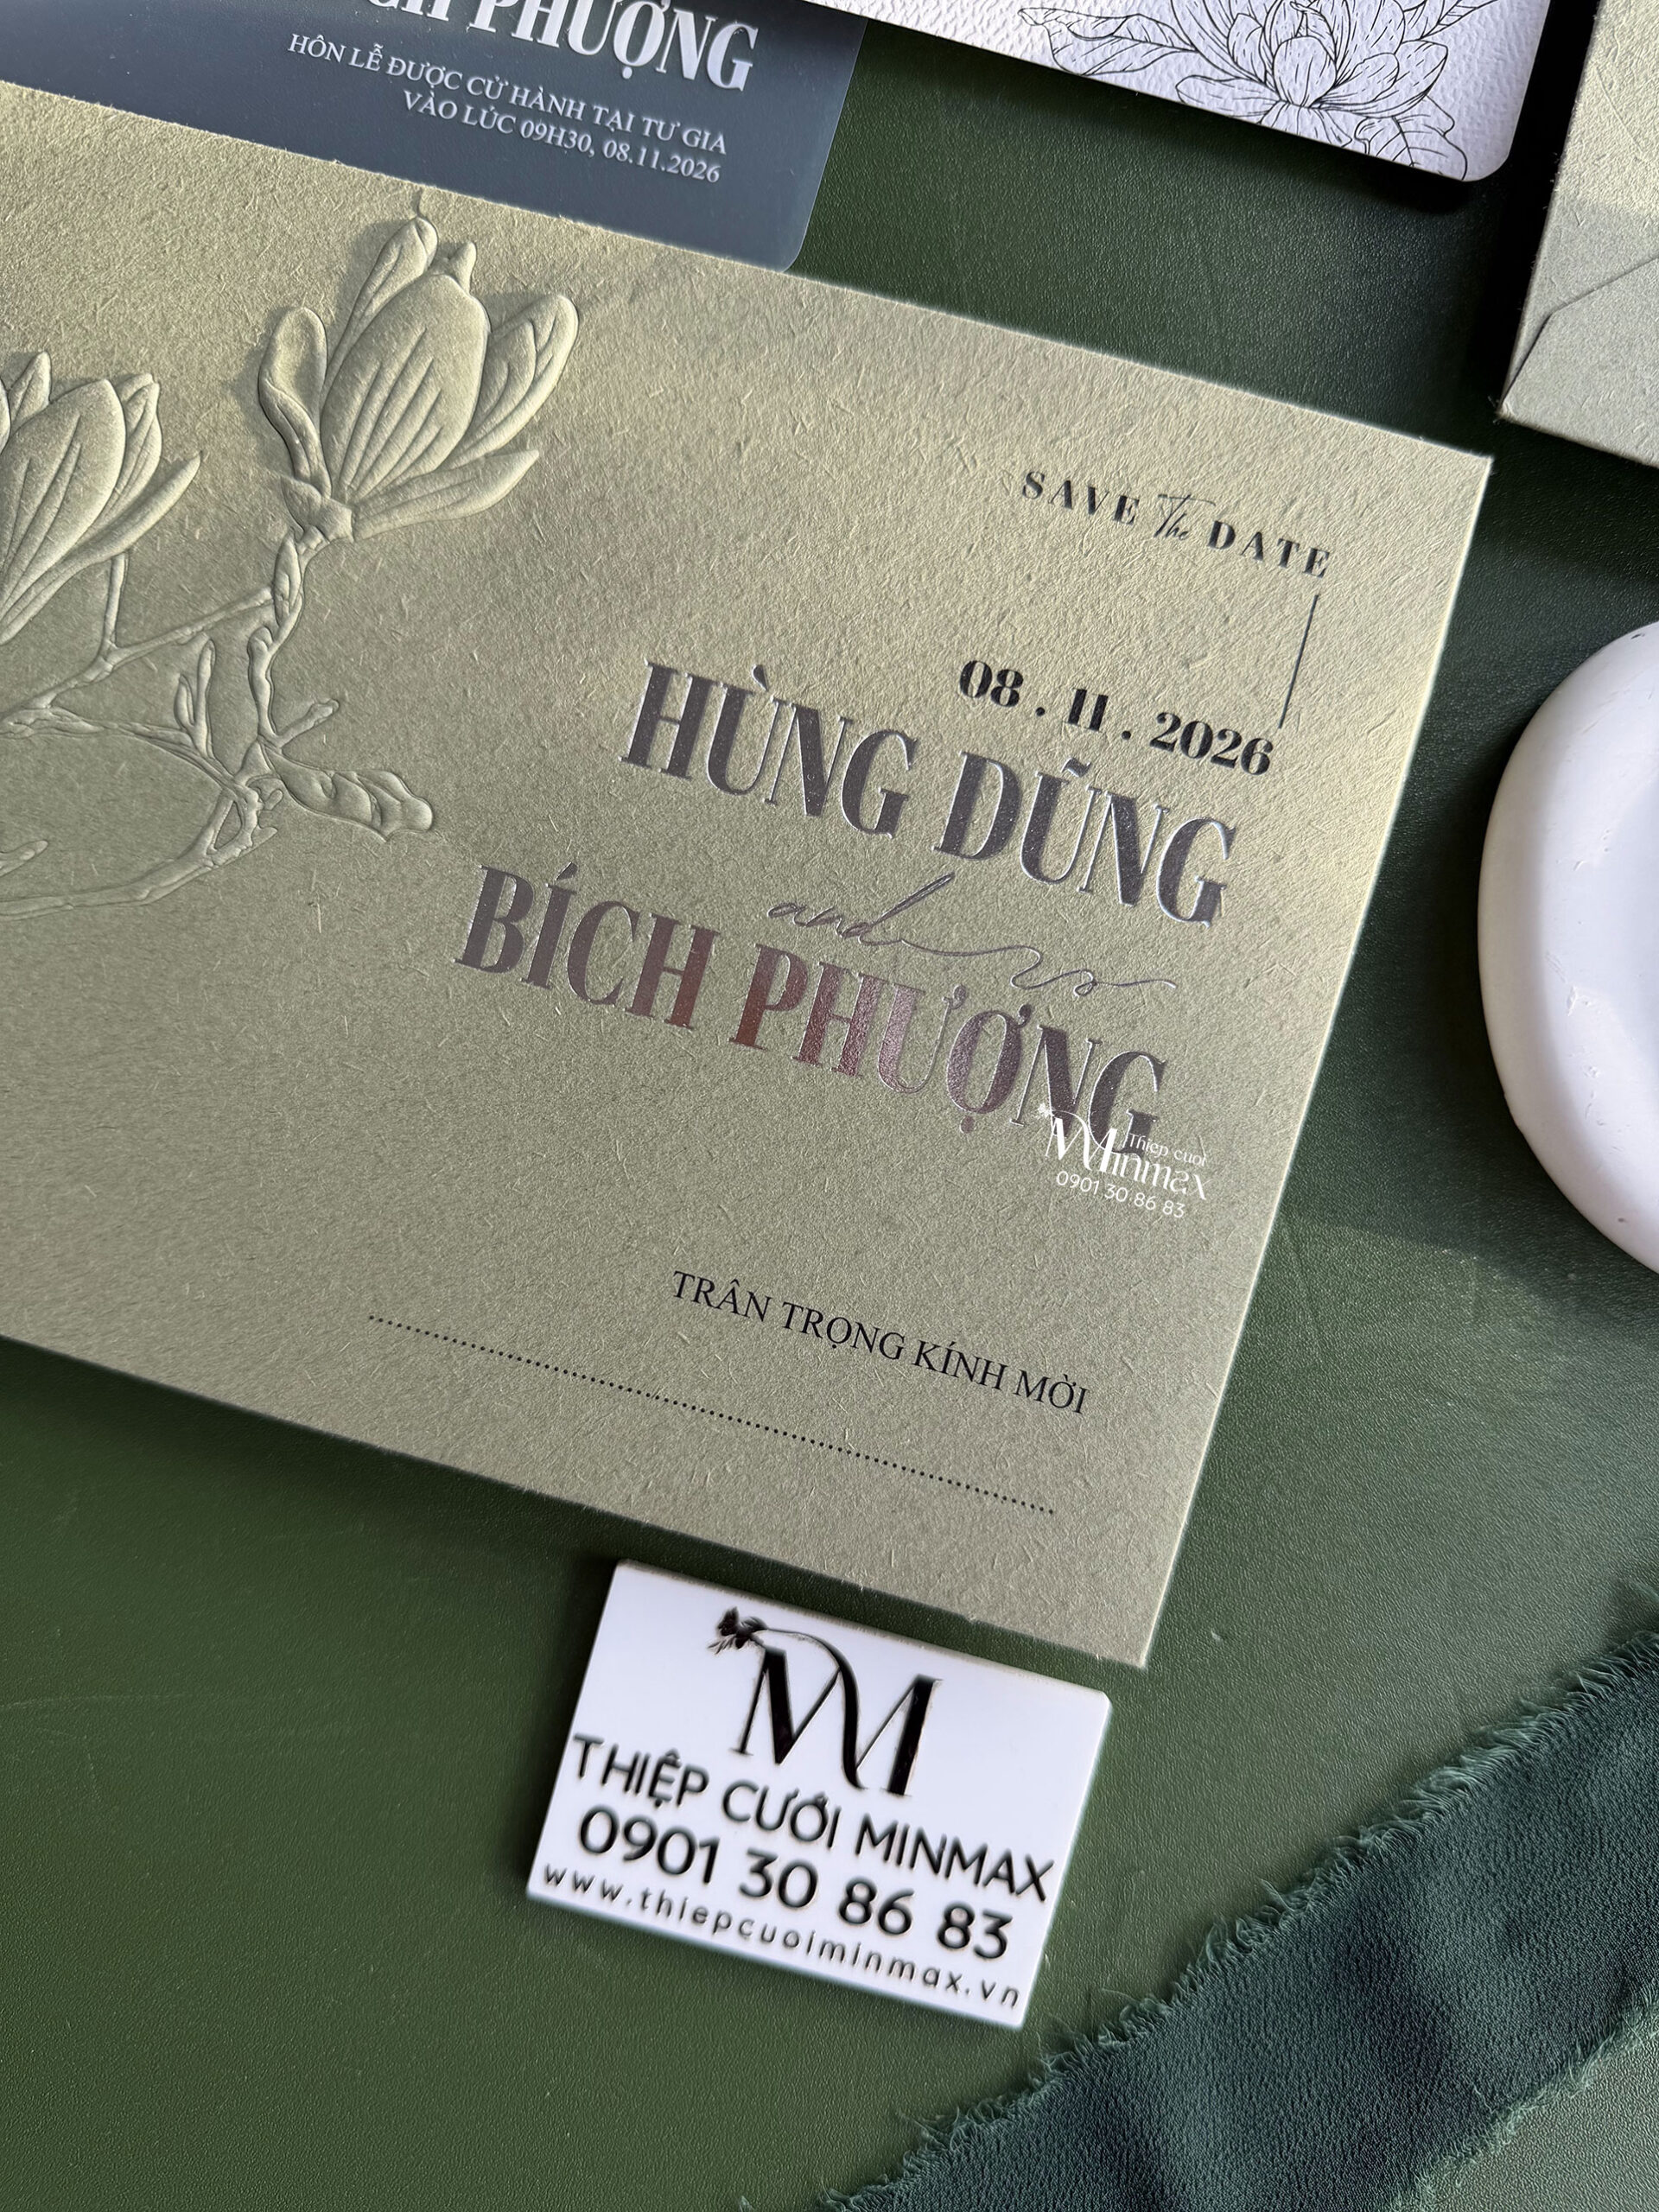 PHƯỢNG
HÔN LỄ ĐƯỢC CỬ HÀNH TẠI TƯ GIA
VÀO LÚC 09H30, 08.11.2026
SAVE the DATE
08 . 11 . 2026
HÙNG DŨNG
and
BÍCH PHƯỢNG
Thiệp cưới
Minmax
0901 30 86 83
TRÂN TRỌNG KÍNH MỜI
M
THIỆP CƯỚI MINMAX
0901 30 86 83
www.thiepcuoiminmax.vn